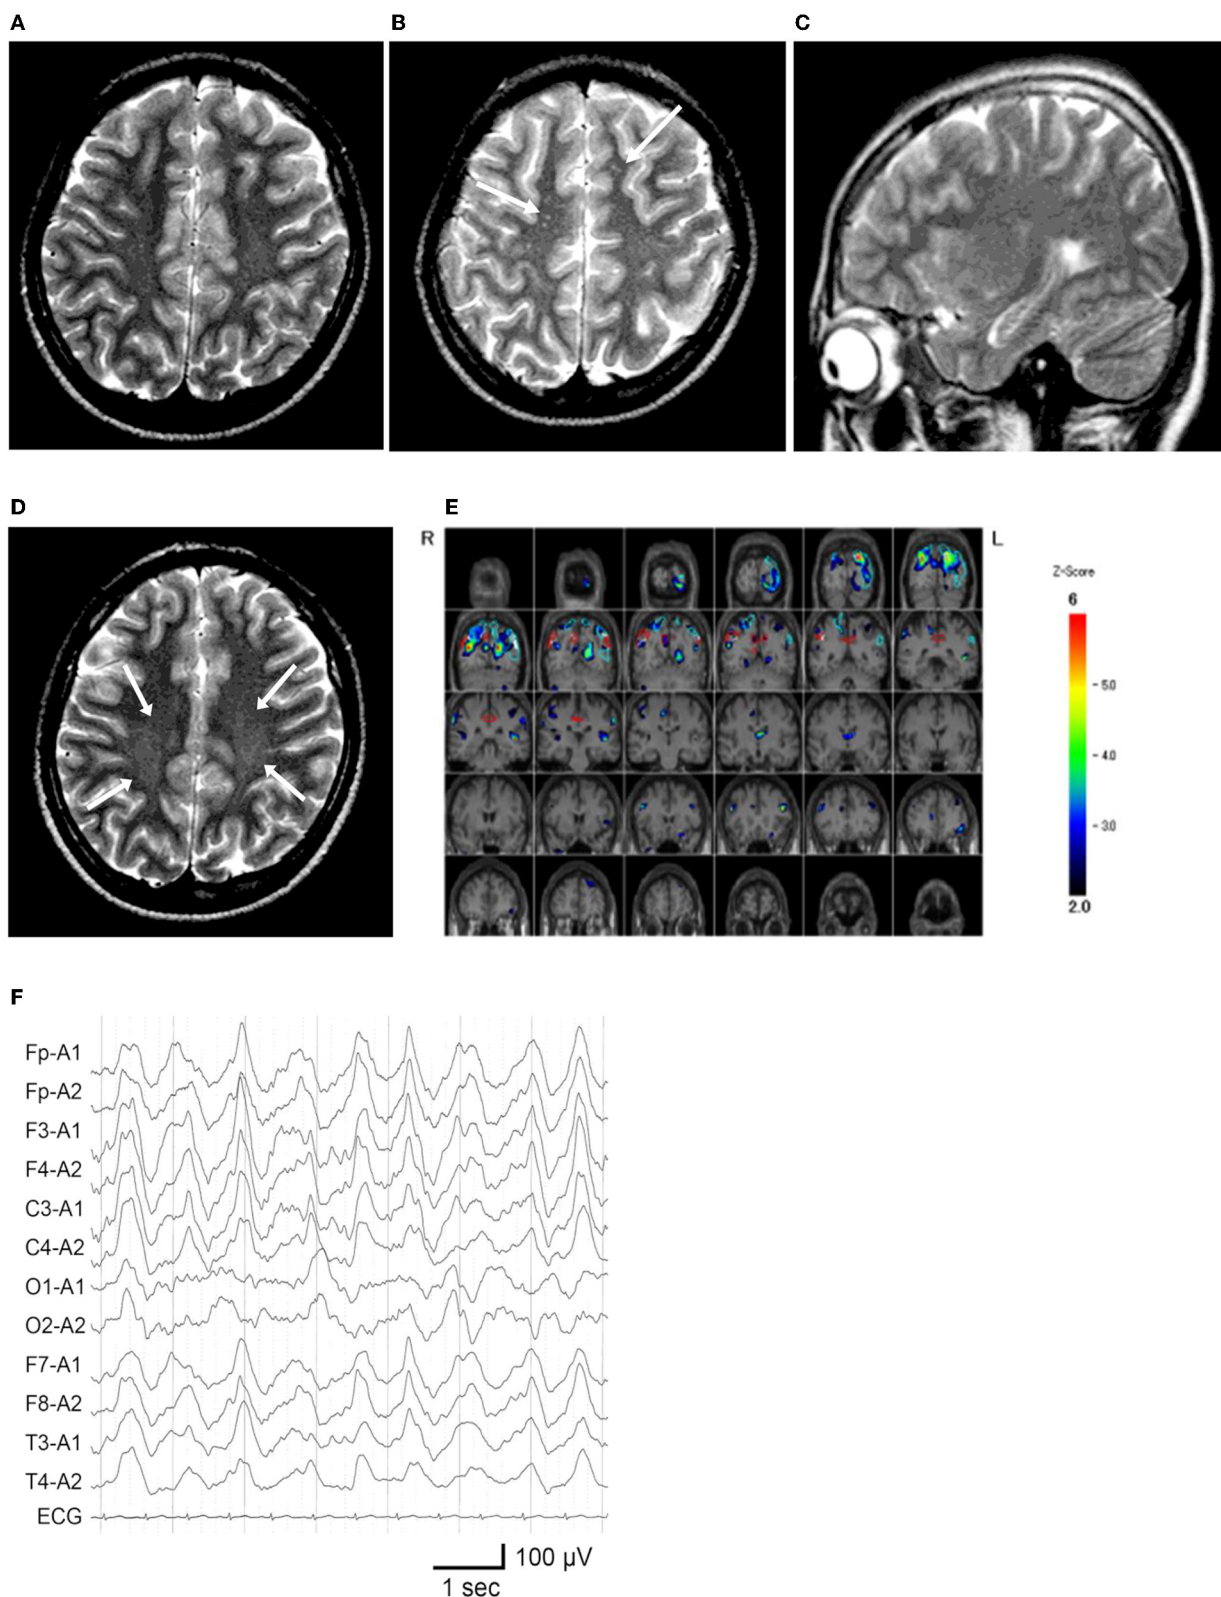 A
B
C
D
E
R
L
Z-Score
6
5.0
4.0
3.0
2.0
F
Fp-A1
Fp-A2
F3-A1
F4-A2
C3-A1
C4-A2
O1-A1
O2-A2
F7-A1
F8-A2
T3-A1
T4-A2
ECG
100 µV
1 sec